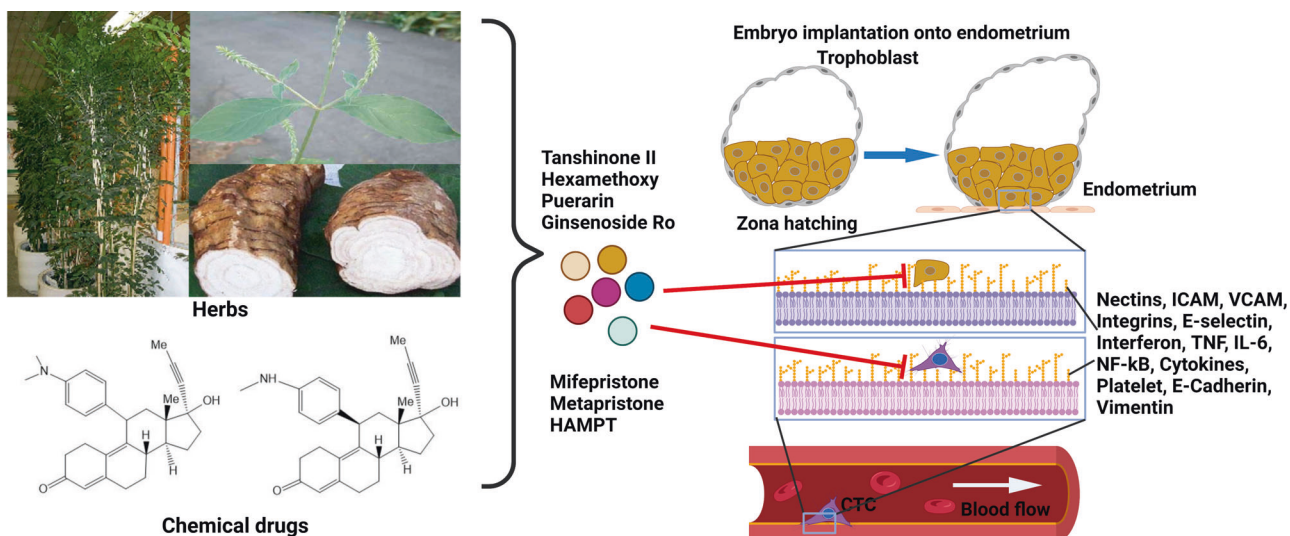 Herbs
N
Me
OH
H
H
O
Chemical drugs
NH
Me
Me
OH
H
H
O
Tanshinone II
Hexamethoxy
Puerarin
Ginsenoside Ro
Mifepristone
Metapristone
HAMPT
Embryo implantation onto endometrium
Trophoblast
Zona hatching
Endometrium
Nectins, ICAM, VCAM,
Integrins, E-selectin,
Interferon, TNF, IL-6,
NF-kB, Cytokines,
Platelet, E-Cadherin,
Vimentin
CTC
Blood flow